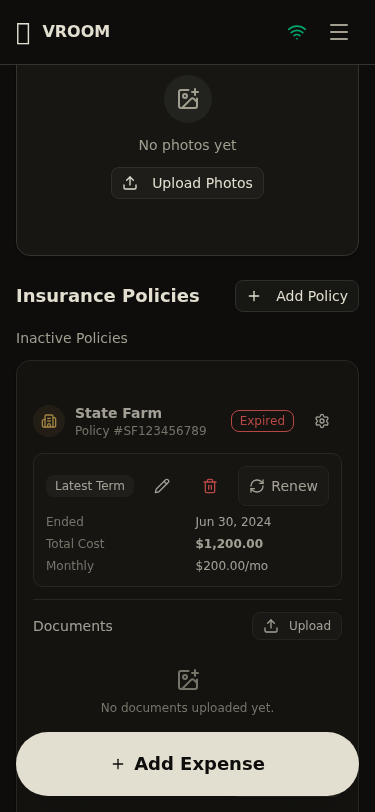 VROOM
No photos yet
Upload Photos
Insurance Policies
Add Policy
Inactive Policies
State Farm
Policy #SF123456789
Expired
Latest Term
Renew
Ended Jun 30, 2024
Total Cost $1,200.00
Monthly $200.00/mo
Documents
Upload
No documents uploaded yet.
+ Add Expense